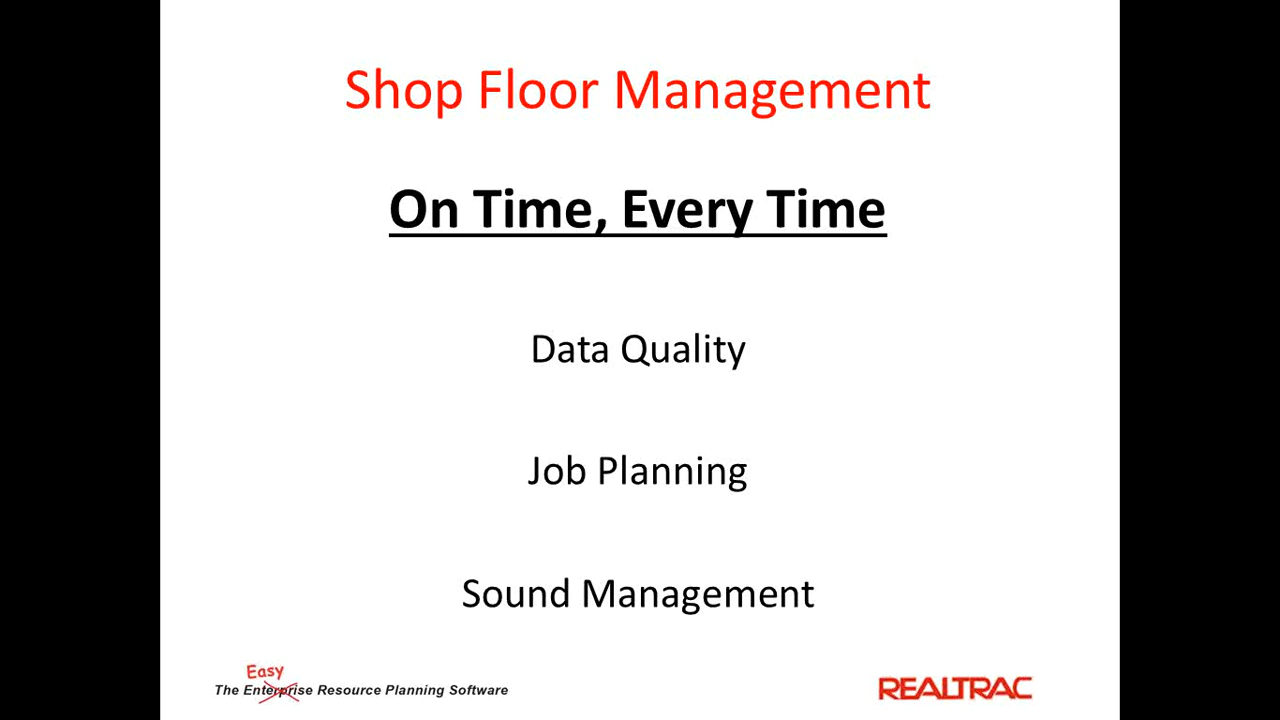 Shop Floor Management
On Time, Every Time
Data Quality
Job Planning
Sound Management
Easy
The Enterprise Resource Planning Software
REALTRAC